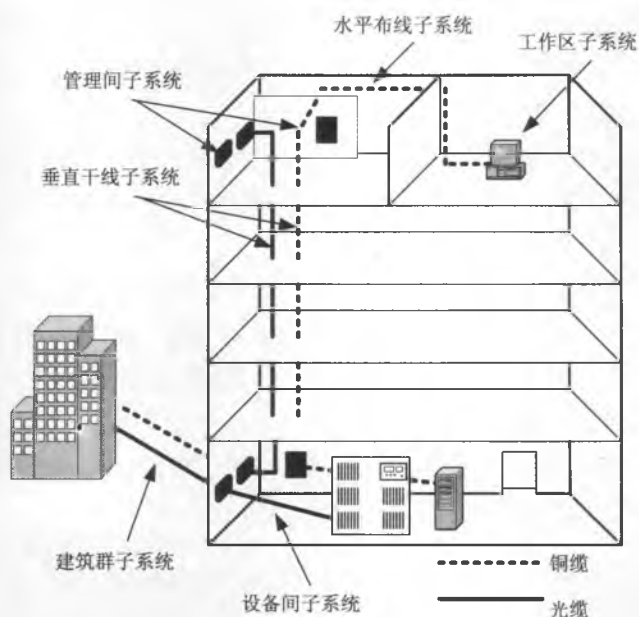 水平布线子系统
工作区子系统
管理间子系统
垂直干线子系统
建筑群子系统
设备间子系统
铜缆
光缆